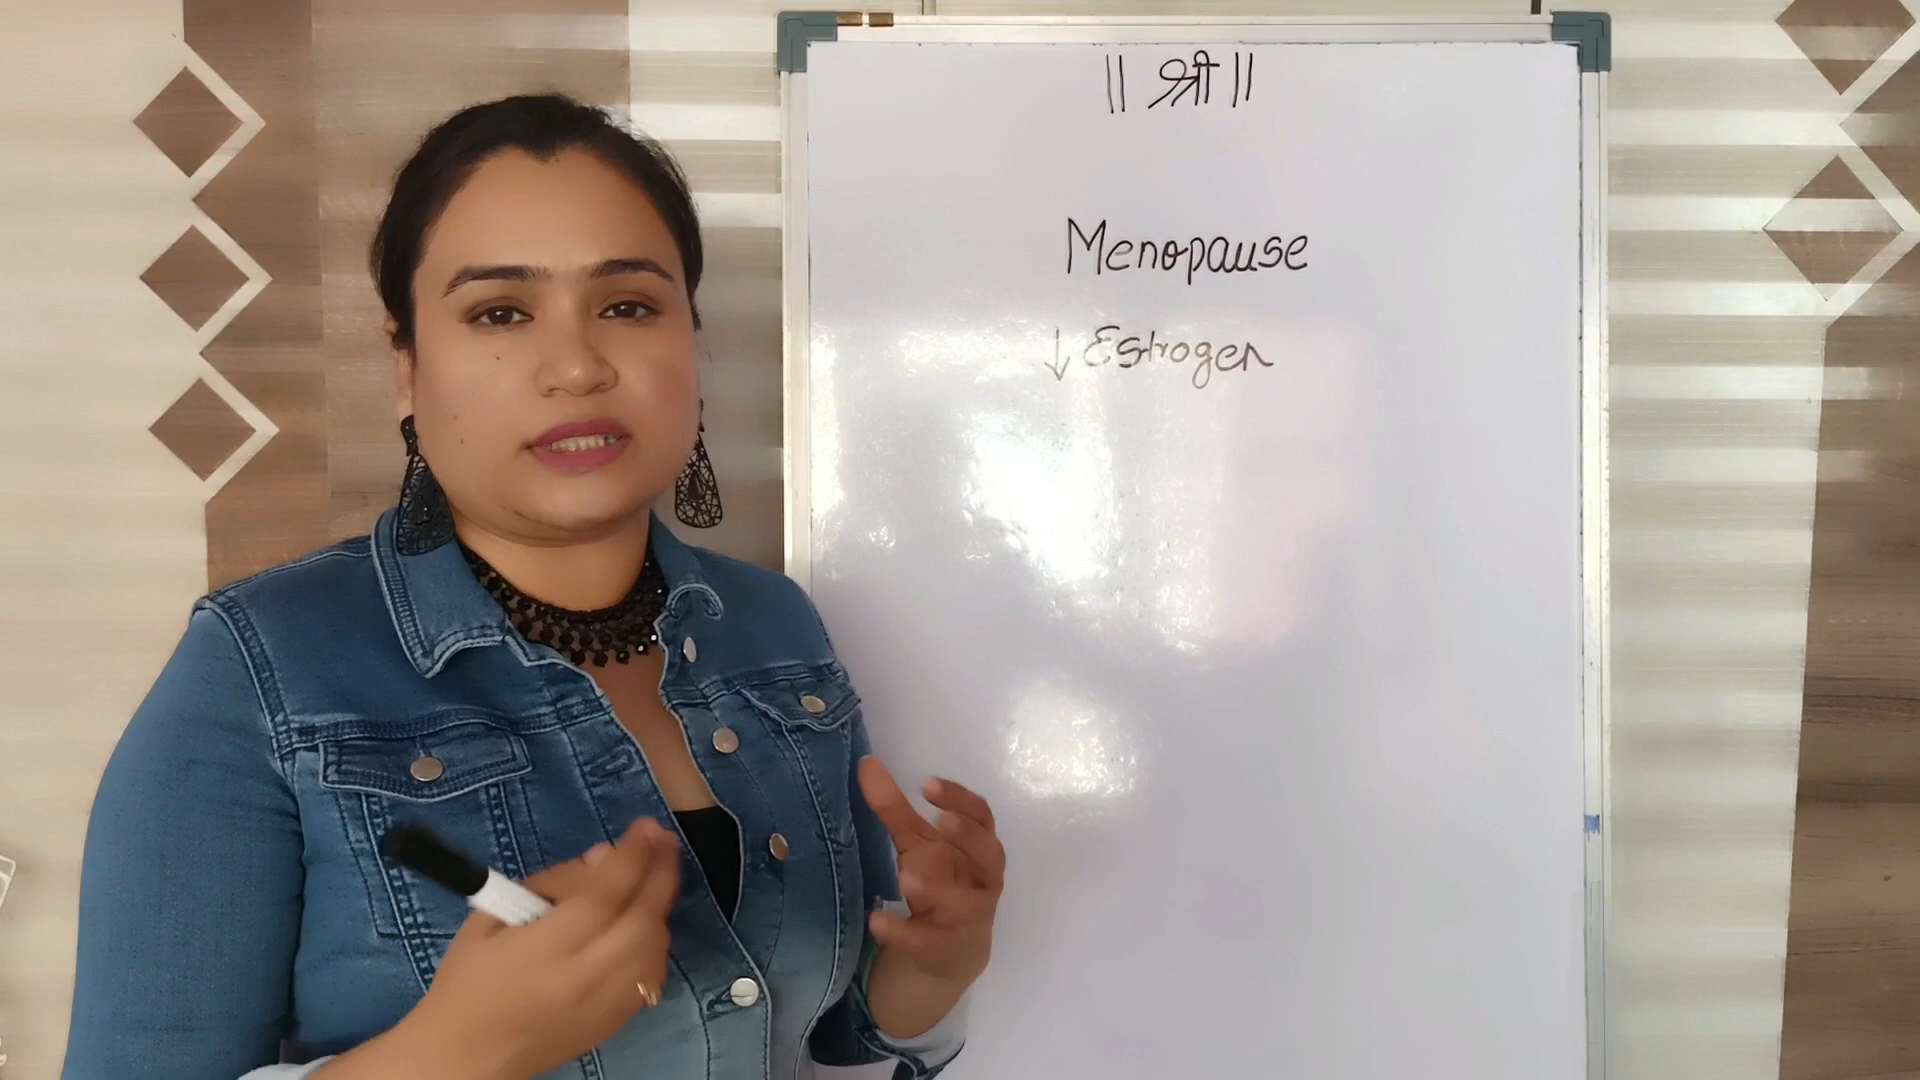 || श्री ||
Menopause
↓ Estrogen